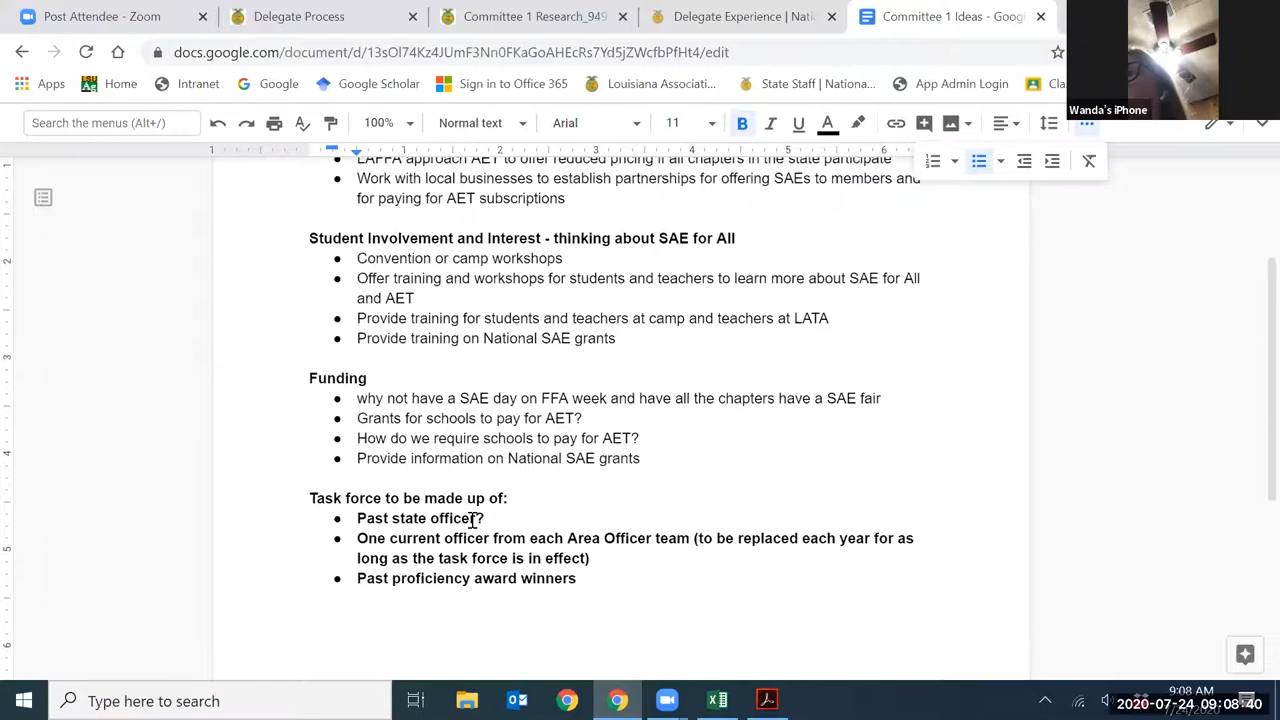 Post Attendee - Zoom
Delegate Process
Committee 1 Research_94
Delegate Experience | Nati
Committee 1 Ideas - Goog
docs.google.com/document/d/13sOl74Kz4JUmF3Nn0FKaGoAHEcRs7Yd5jZWcfbPfHt4/edit
Apps
Home
Intranet
Google
Google Scholar
Sign in to Office 365
Louisiana Associati...
State Staff | Nationa...
App Admin Login
Wanda's iPhone
Search the menus (Alt+/)
Normal text
Arial
11
LAFFA approach AET to offer reduced pricing if all chapters in the state participate
● Work with local businesses to establish partnerships for offering SAEs to members and
for paying for AET subscriptions
Student Involvement and Interest - thinking about SAE for All
● Convention or camp workshops
● Offer training and workshops for students and teachers to learn more about SAE for All
and AET
● Provide training for students and teachers at camp and teachers at LATA
● Provide training on National SAE grants
Funding
● why not have a SAE day on FFA week and have all the chapters have a SAE fair
● Grants for schools to pay for AET?
● How do we require schools to pay for AET?
● Provide information on National SAE grants
Task force to be made up of:
● Past state officer?
● One current officer from each Area Officer team (to be replaced each year for as
long as the task force is in effect)
● Past proficiency award winners
Type here to search
9:08 AM
2020-07-24 09:08:40